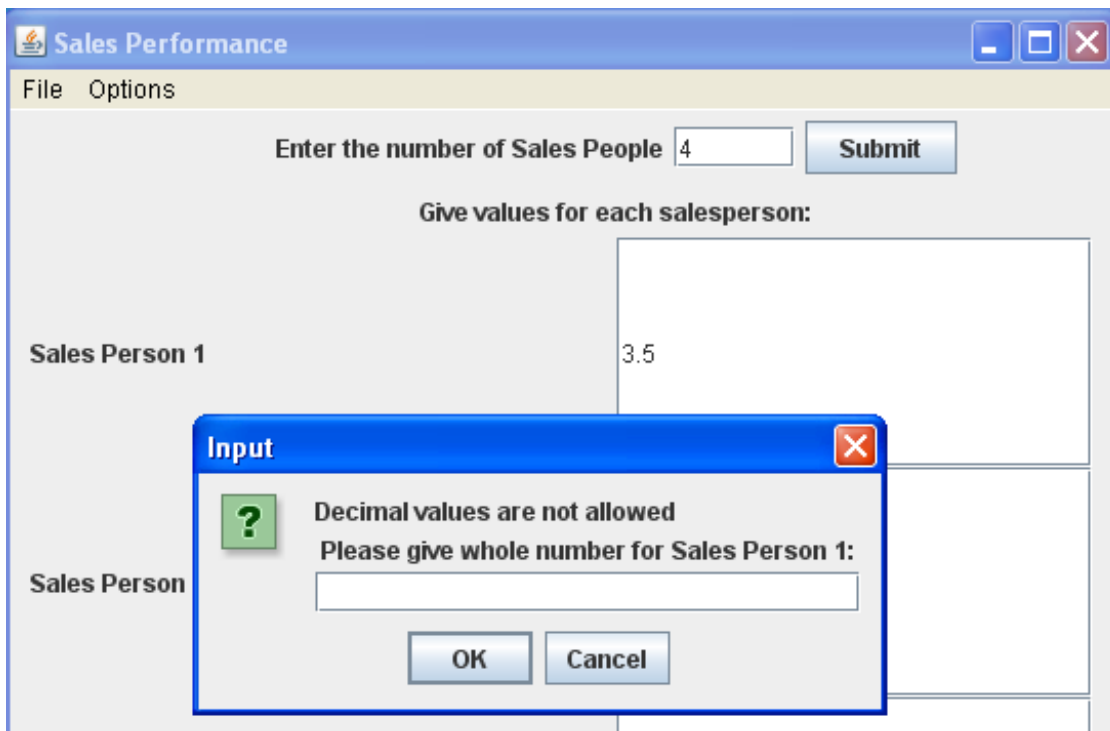 Sales Performance
File Options
Enter the number of Sales People 4 Submit
Give values for each salesperson:
Sales Person 1 3.5
Input
?
Decimal values are not allowed
Please give whole number for Sales Person 1:
Sales Person
OK Cancel